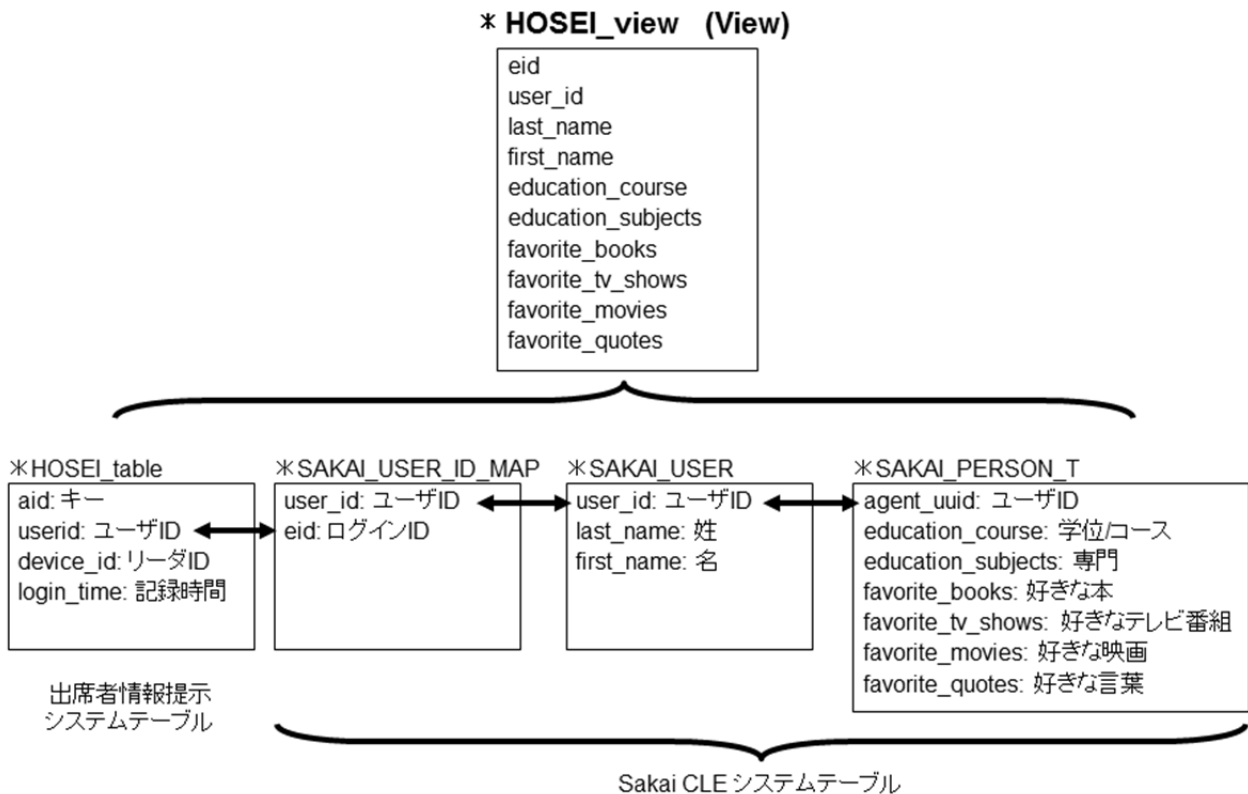 * HOSEI_view (View)
eid
user_id
last_name
first_name
education_course
education_subjects
favorite_books
favorite_tv_shows
favorite_movies
favorite_quotes
*HOSEI_table
aid: キー
userid: ユーザID
device_id: リーダID
login_time: 記録時間
出席者情報提示
システムテーブル
*SAKAI_USER_ID_MAP
user_id: ユーザID
eid: ログインID
*SAKAI_USER
user_id: ユーザID
last_name: 姓
first_name: 名
*SAKAI_PERSON_T
agent_uuid: ユーザID
education_course: 学位/コース
education_subjects: 専門
favorite_books: 好きな本
favorite_tv_shows: 好きなテレビ番組
favorite_movies: 好きな映画
favorite_quotes: 好きな言葉
Sakai CLE システムテーブル